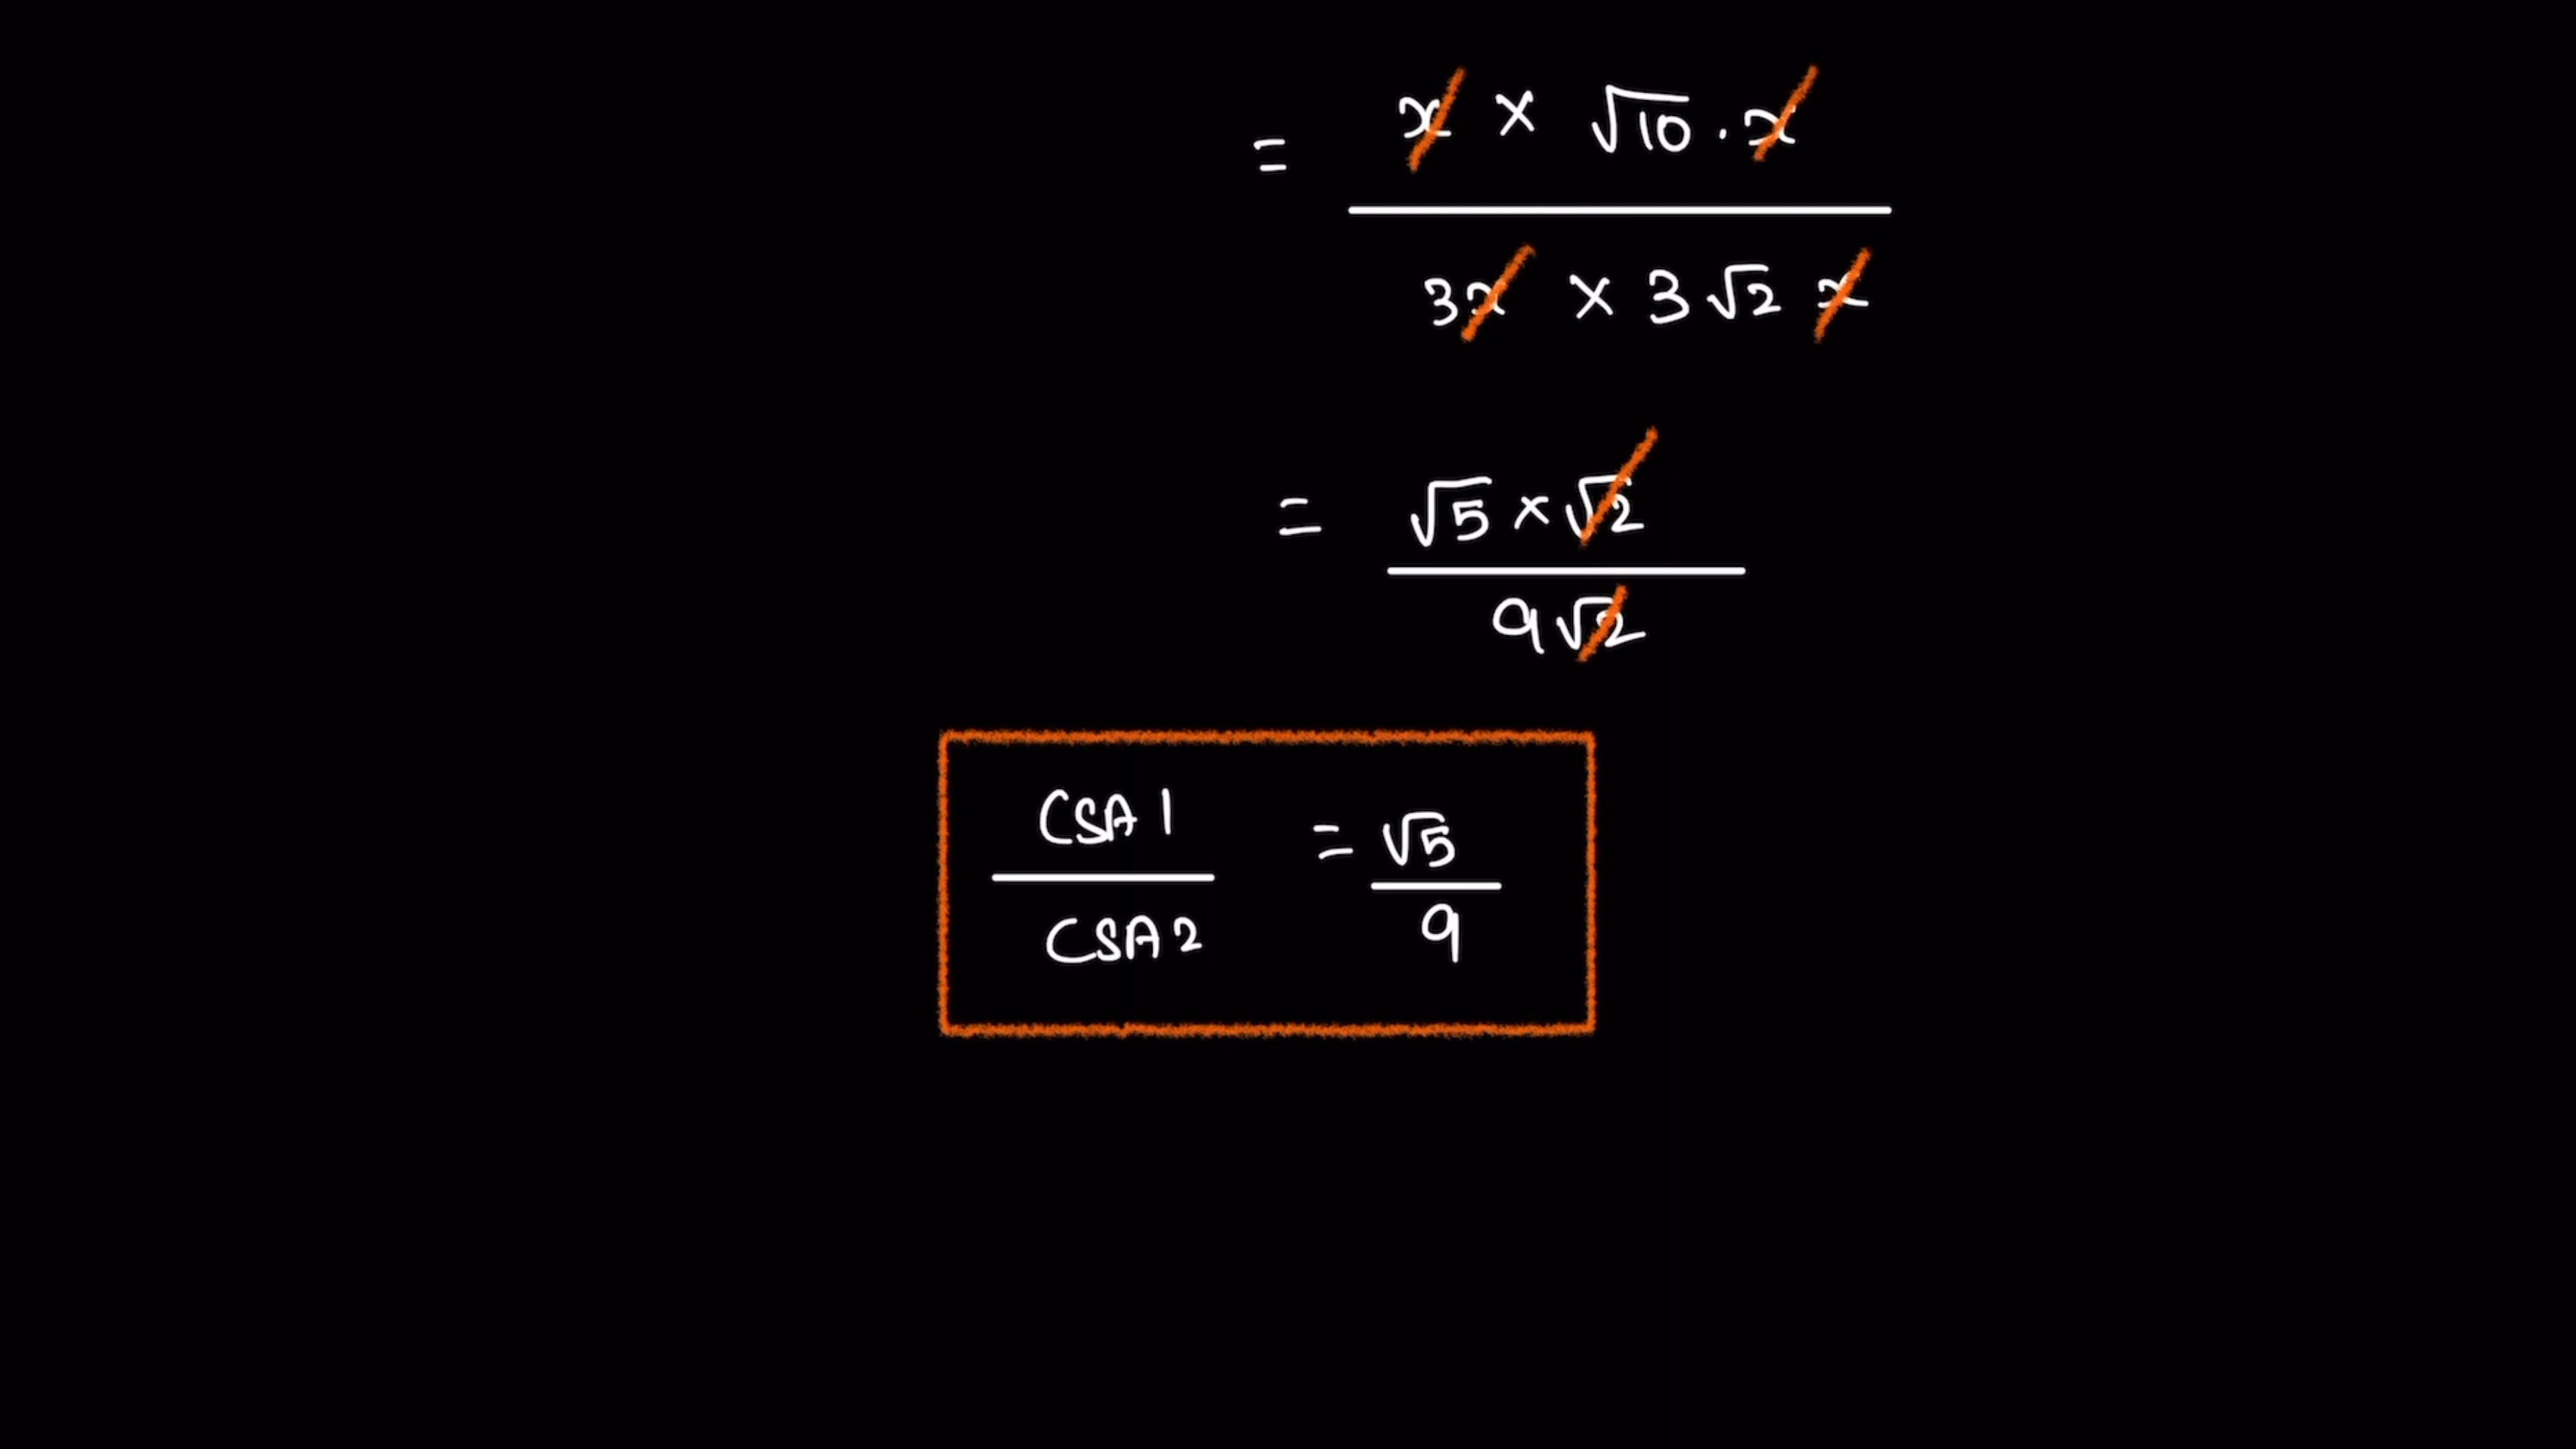 = x × √10 . x
3x × 3√2 x
= √5 × √2
9√2
CSA 1 = √5
CSA 2 9